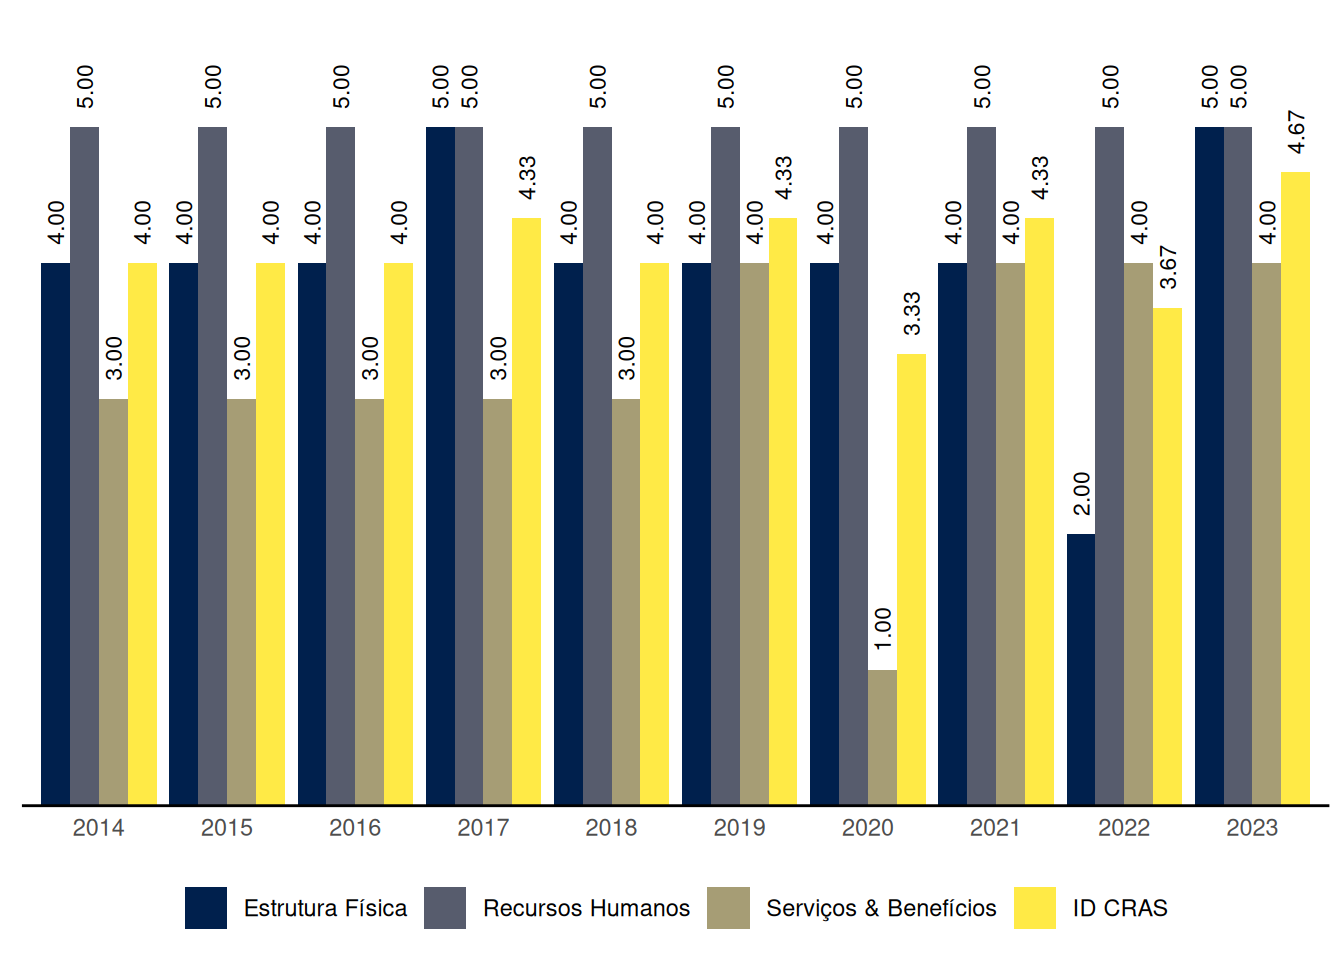 5.00 5.00 5.00 5.00 5.00 5.00 5.00 5.00 5.00 5.00 5.00 5.00
4.67
4.33 4.33 4.33
4.00 4.00 4.00 4.00 4.00 4.00 4.00 4.00 4.00 4.00 4.00 4.00 4.00 4.00 4.00
3.67
3.33
3.00 3.00 3.00 3.00 3.00
2.00
1.00
2014 2015 2016 2017 2018 2019 2020 2021 2022 2023
Estrutura Física Recursos Humanos Serviços & Benefícios ID CRAS